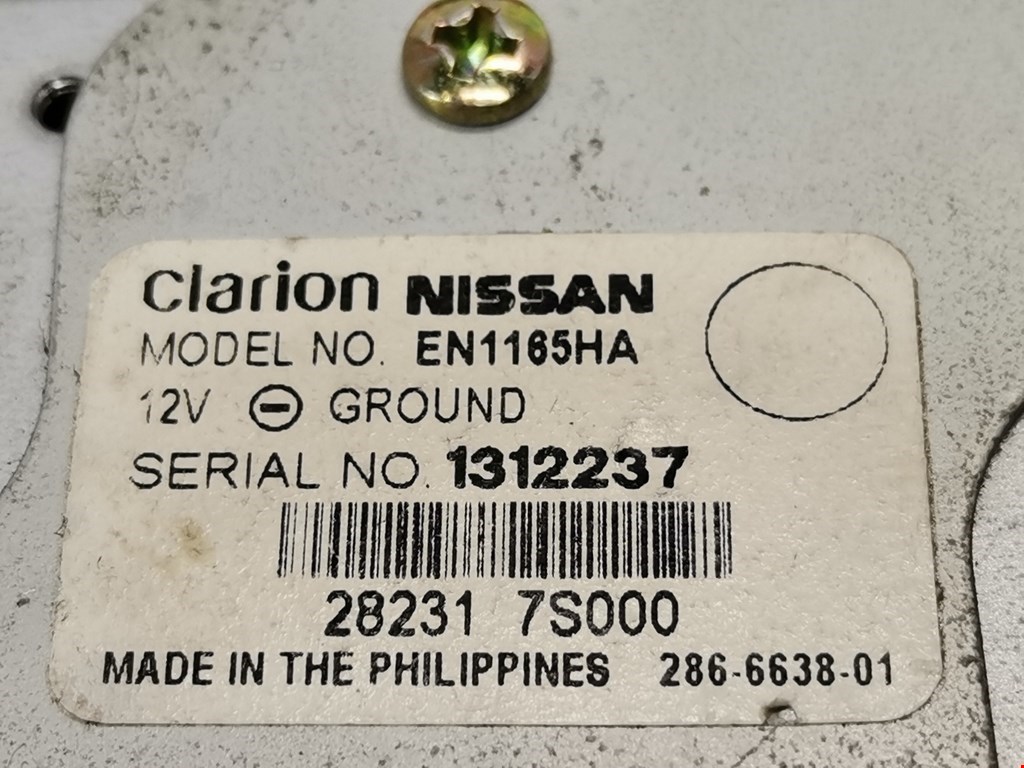 Clarion NISSAN
MODEL NO. EN1165HA
12V ⊖ GROUND
SERIAL NO. 1312237
28231 7S000
MADE IN THE PHILIPPINES 286-6638-01